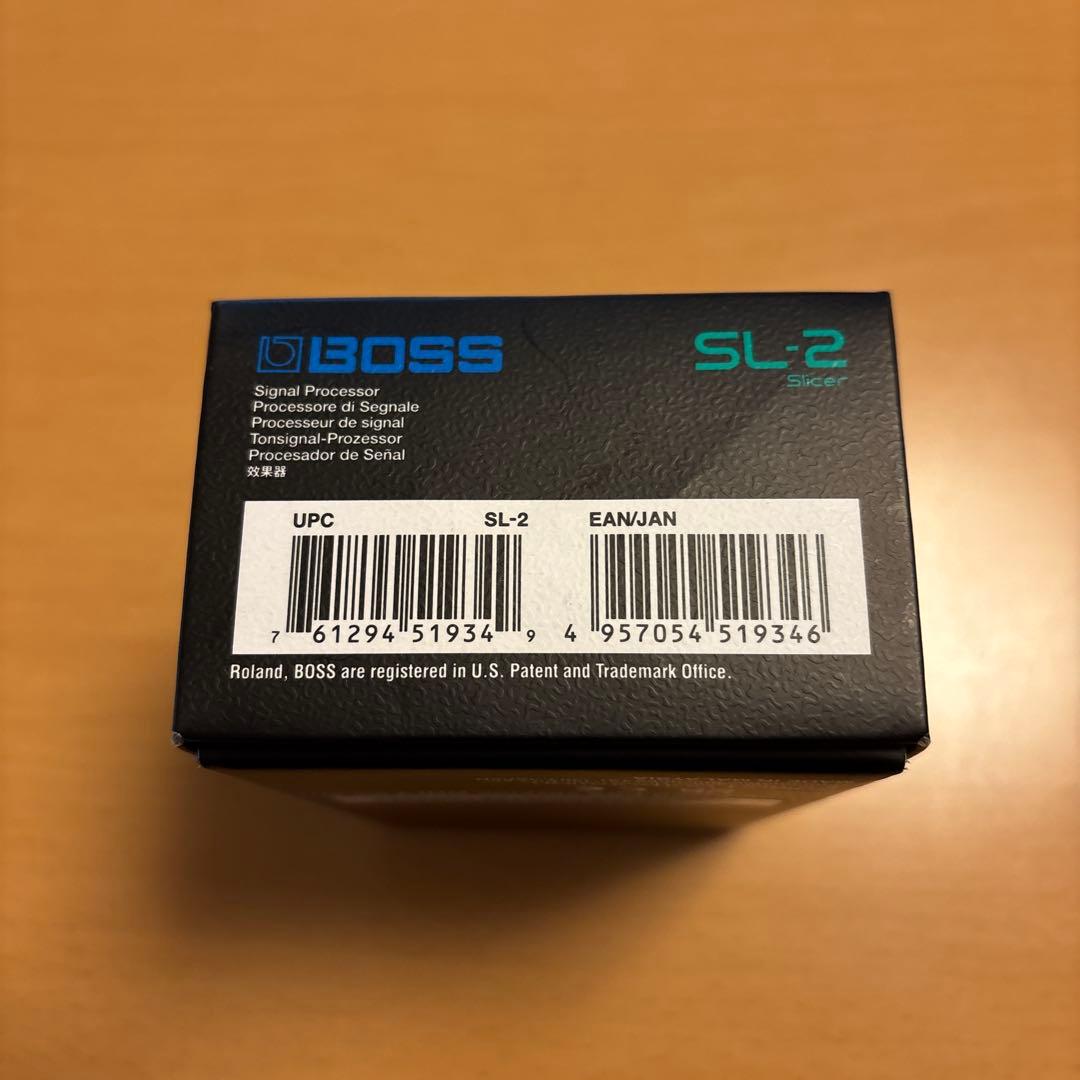 BOSS
SL-2
Slicer
Signal Processor
Processore di Segnale
Processeur de signal
Tonsignal-Prozessor
Procesador de Señal
效果器
UPC SL-2 EAN/JAN
7 61294 51934 9 4 957054 519346
Roland, BOSS are registered in U.S. Patent and Trademark Office.